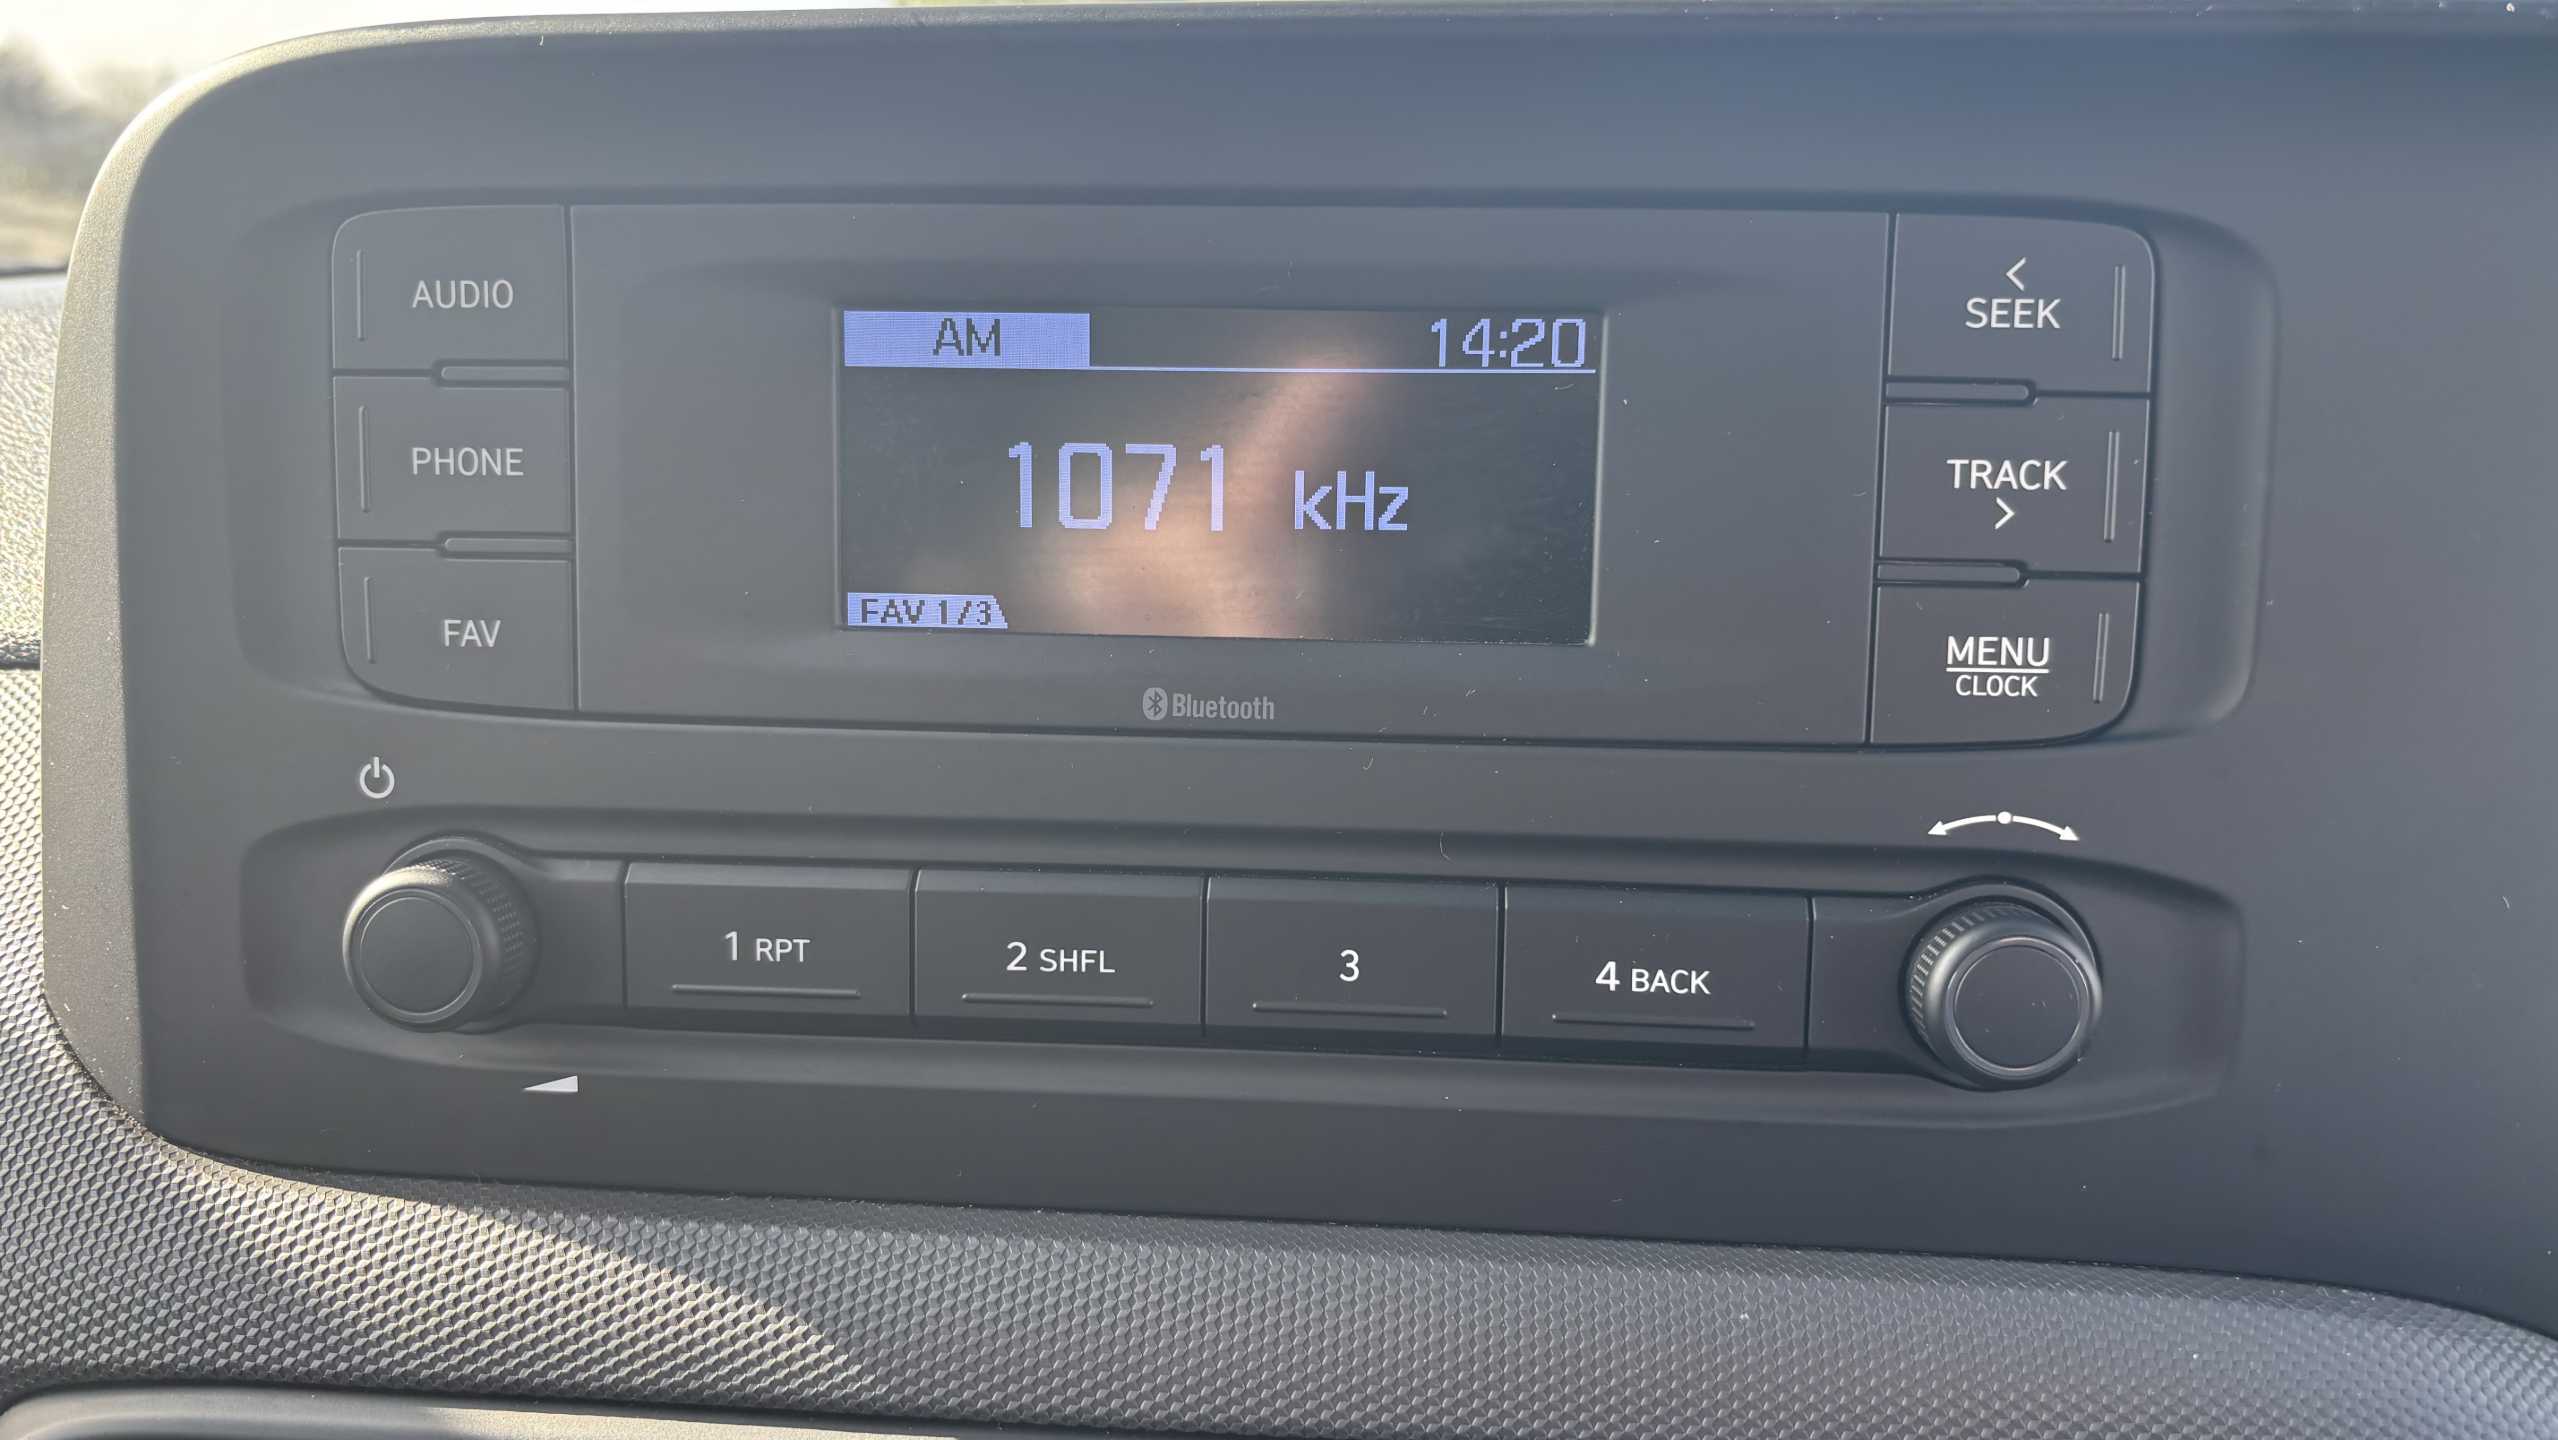 AUDIO
PHONE
FAV
AM 14:20
1071 kHz
FAV 1/3
Bluetooth
< SEEK
TRACK >
MENU
CLOCK
1 RPT
2 SHFL
3
4 BACK